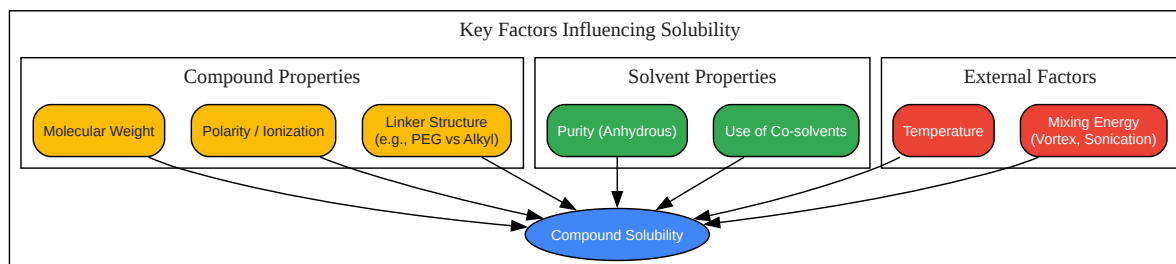 Key Factors Influencing Solubility
Compound Properties
Molecular Weight
Polarity / Ionization
Linker Structure
(e.g., PEG vs Alkyl)
Solvent Properties
Purity (Anhydrous)
Use of Co-solvents
External Factors
Temperature
Mixing Energy
(Vortex, Sonication)
Compound Solubility